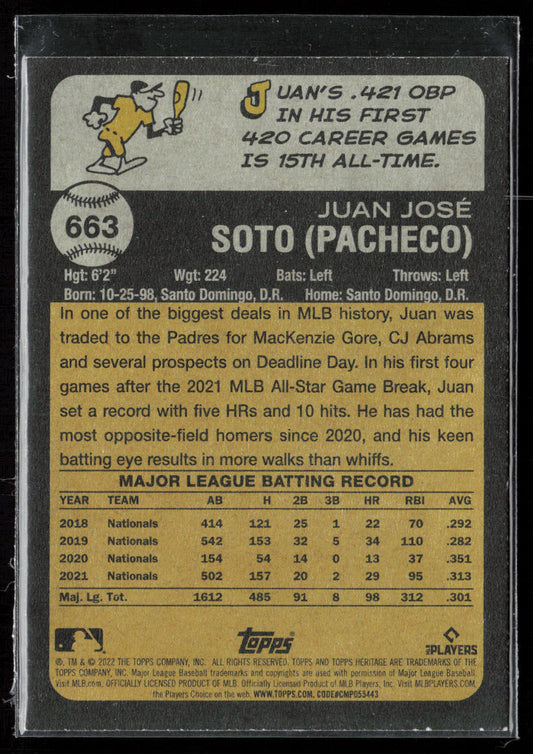 JUAN'S .421 OBP
IN HIS FIRST
420 CAREER GAMES
IS 15TH ALL-TIME.
663
JUAN JOSÉ
SOTO (PACHECO)
Hgt: 6'2" Wgt: 224 Bats: Left Throws: Left
Born: 10-25-98, Santo Domingo, D.R. Home: Santo Domingo, D.R.
In one of the biggest deals in MLB history, Juan was
traded to the Padres for MacKenzie Gore, CJ Abrams
and several prospects on Deadline Day. In his first four
games after the 2021 MLB All-Star Game Break, Juan
set a record with five HRs and 10 hits. He has had the
most opposite-field homers since 2020, and his keen
batting eye results in more walks than whiffs.
MAJOR LEAGUE BATTING RECORD
YEAR TEAM AB H 2B 3B HR RBI AVG
2018 Nationals 414 121 25 1 22 70 .292
2019 Nationals 542 153 32 5 34 110 .282
2020 Nationals 154 54 14 0 13 37 .351
2021 Nationals 502 157 20 2 29 95 .313
Maj. Lg. Tot. 1612 485 91 8 98 312 .301
Topps
MLB PLAYERS
®, TM & © 2022 THE TOPPS COMPANY, INC. ALL RIGHTS RESERVED. TOPPS AND TOPPS HERITAGE ARE TRADEMARKS OF THE
TOPPS COMPANY, INC. Major League Baseball trademarks and copyrights are used with permission of Major League Baseball.
Visit MLB.com. OFFICIALLY LICENSED PRODUCT OF MLB. Official Licensed Product of MLB Players, Inc. Visit MLBPLAYERS.com,
the Players Choice on the web. WWW.TOPPS.COM. CODE#CMP053443